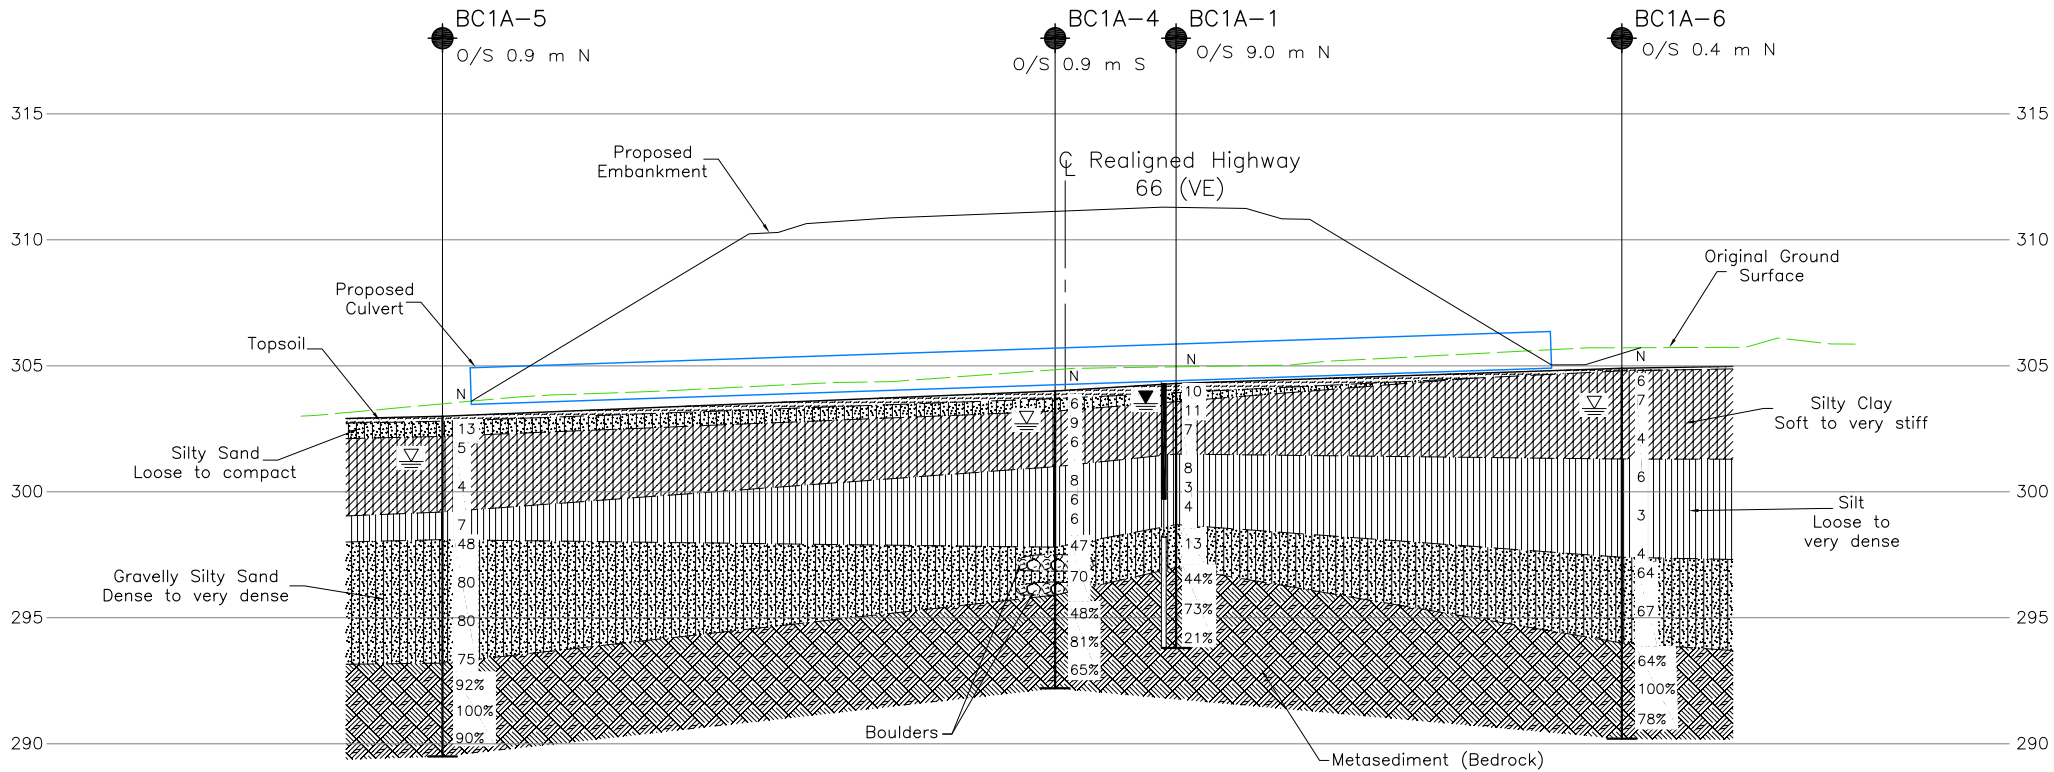 BC1A-5
O/S 0.9 m N
BC1A-4
O/S 0.9 m S
BC1A-1
O/S 9.0 m N
BC1A-6
O/S 0.4 m N
315
315
Proposed
Embankment
CL Realigned Highway
66 (VE)
310
310
Original Ground
Surface
Proposed
Culvert
Topsoil
305
305
N
13
5
4
7
48
80
80
75
92%
100%
90%
N
6
9
6
8
6
6
47
70
48%
81%
65%
N
10
11
7
8
3
4
13
44%
73%
21%
N
6
7
4
6
3
4
64
67
64%
100%
78%
Silty Sand
Loose to compact
Silty Clay
Soft to very stiff
300
300
Silt
Loose to
very dense
Gravelly Silty Sand
Dense to very dense
295
295
Boulders
Metasediment (Bedrock)
290
290